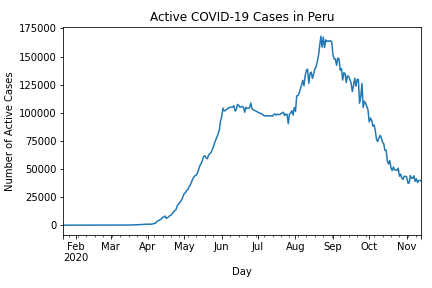 Active COVID-19 Cases in Peru
Number of Active Cases
175000
150000
125000
100000
75000
50000
25000
0
Feb Mar Apr May Jun Jul Aug Sep Oct Nov
2020
Day